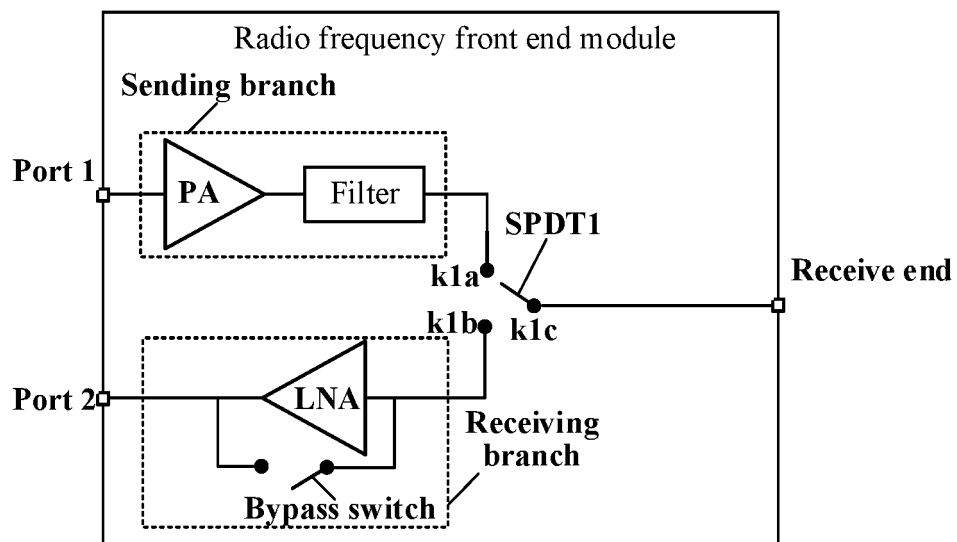 Radio frequency front end module
Sending branch
Port 1
PA
Filter
SPDT1
k1a
Receive end
k1b
k1c
Port 2
LNA
Receiving
branch
Bypass switch